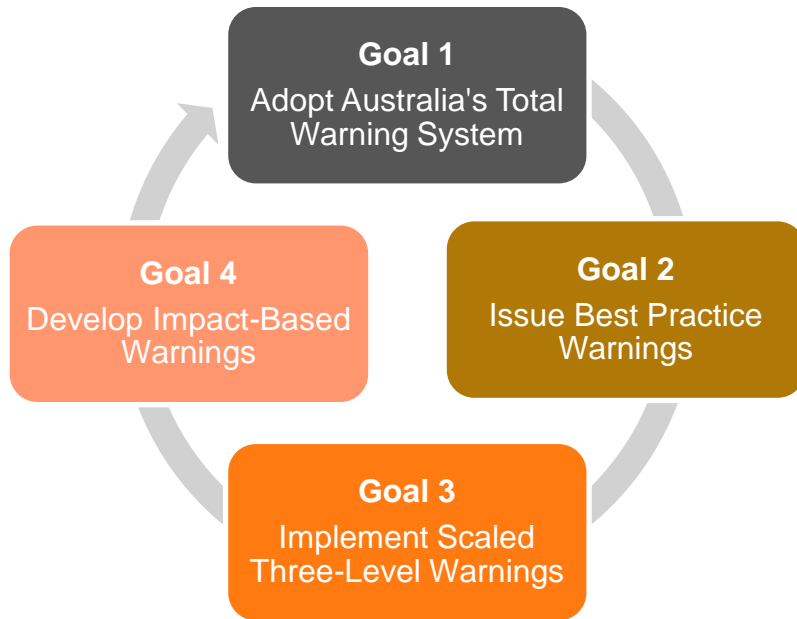 Goal 1
Adopt Australia's Total
Warning System
Goal 2
Issue Best Practice
Warnings
Goal 3
Implement Scaled
Three-Level Warnings
Goal 4
Develop Impact-Based
Warnings